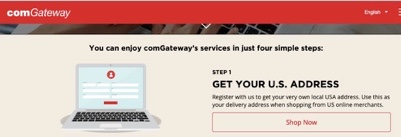 comGateway
English
You can enjoy comGateway's services in just four simple steps:
STEP 1
GET YOUR U.S. ADDRESS
Register with us to get your very own local USA address. Use this as
your delivery address when shopping from US online merchants.
Shop Now